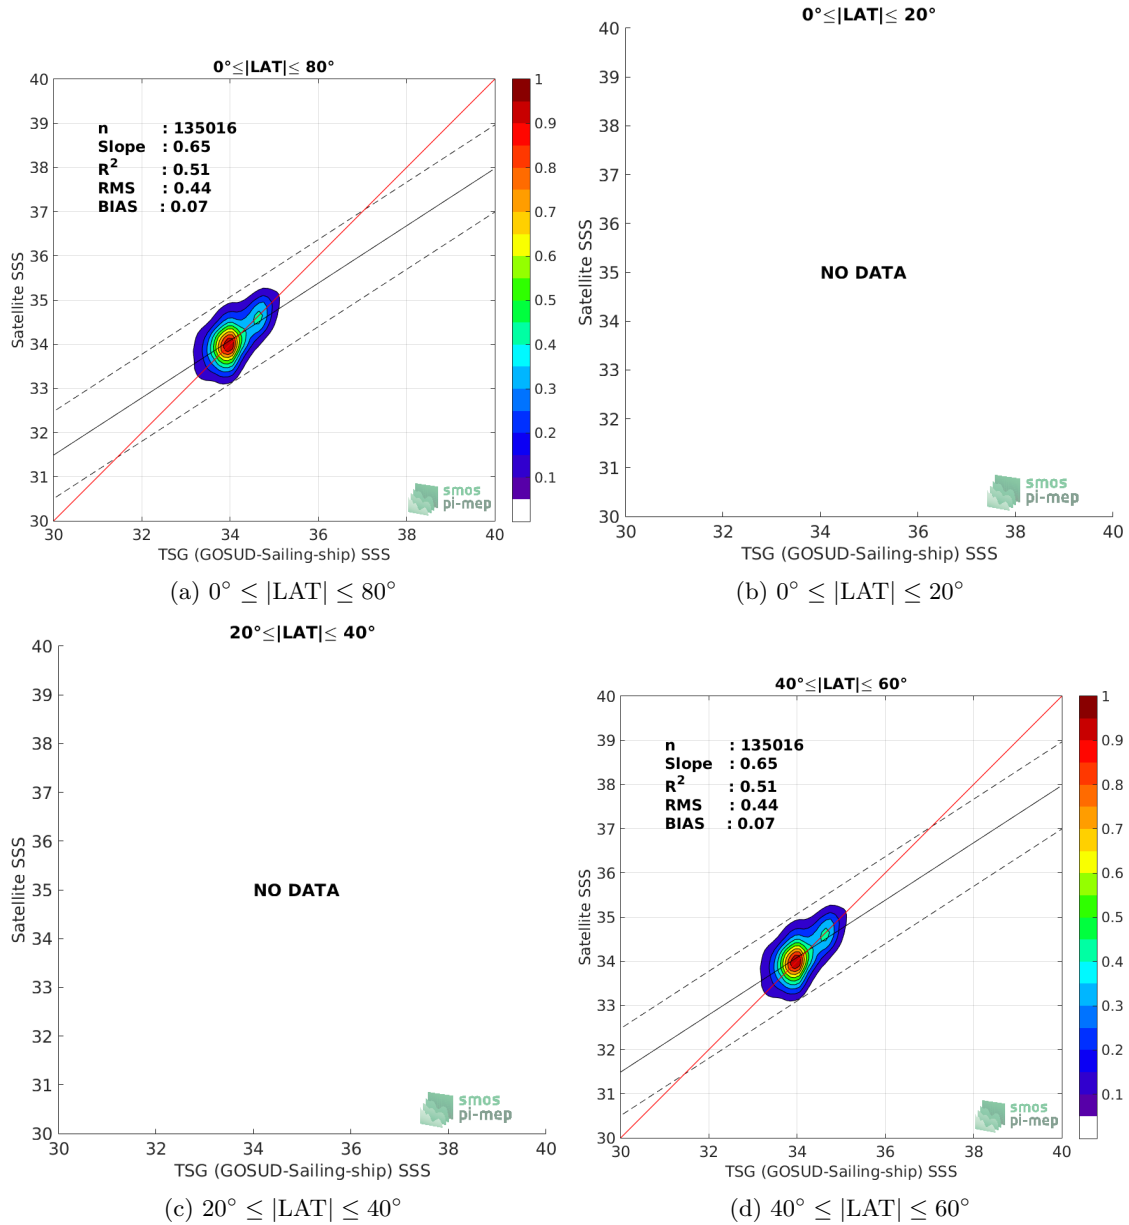 0°≤|LAT|≤ 80°
40
39
38
37
36
35
34
33
32
31
30
Satellite SSS
n : 135016
Slope : 0.65
R2 : 0.51
RMS : 0.44
BIAS : 0.07
smos
pi-mep
30 32 34 36 38 40
TSG (GOSUD-Sailing-ship) SSS
1
0.9
0.8
0.7
0.6
0.5
0.4
0.3
0.2
0.1
(a) 0° ≤ |LAT| ≤ 80°
0°≤|LAT|≤ 20°
40
39
38
37
36
35
34
33
32
31
30
Satellite SSS
NO DATA
smos
pi-mep
30 32 34 36 38 40
TSG (GOSUD-Sailing-ship) SSS
(b) 0° ≤ |LAT| ≤ 20°
20°≤|LAT|≤ 40°
40
39
38
37
36
35
34
33
32
31
30
Satellite SSS
NO DATA
smos
pi-mep
30 32 34 36 38 40
TSG (GOSUD-Sailing-ship) SSS
(c) 20° ≤ |LAT| ≤ 40°
40°≤|LAT|≤ 60°
40
39
38
37
36
35
34
33
32
31
30
Satellite SSS
n : 135016
Slope : 0.65
R2 : 0.51
RMS : 0.44
BIAS : 0.07
smos
pi-mep
30 32 34 36 38 40
TSG (GOSUD-Sailing-ship) SSS
1
0.9
0.8
0.7
0.6
0.5
0.4
0.3
0.2
0.1
(d) 40° ≤ |LAT| ≤ 60°